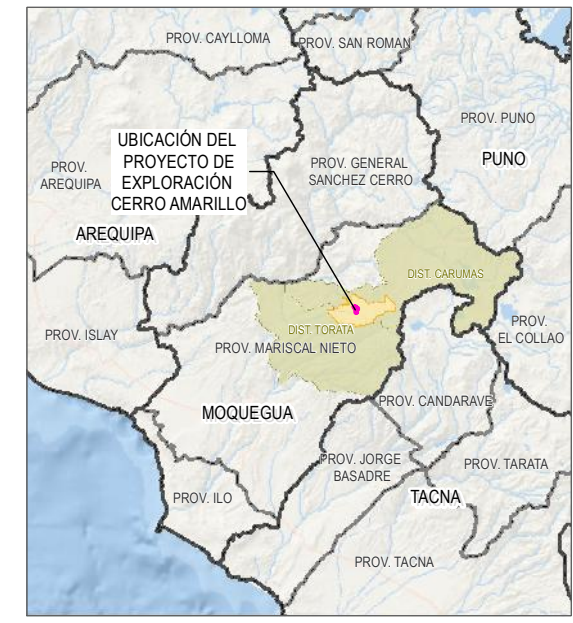 PROV. CAYLLOMA
PROV. SAN ROMAN
PROV. PUNO
PUNO
UBICACIÓN DEL
PROYECTO DE
EXPLORACIÓN
CERRO AMARILLO
PROV.
AREQUIPA
PROV. GENERAL
SANCHEZ CERRO
AREQUIPA
DIST. CARUMAS
PROV. ISLAY
DIST. TORATA
PROV. MARISCAL NIETO
PROV.
EL COLLAO
MOQUEGUA
PROV. CANDARAVE
PROV. JORGE
BASADRE
PROV. TARATA
PROV. ILO
TACNA
PROV. TACNA